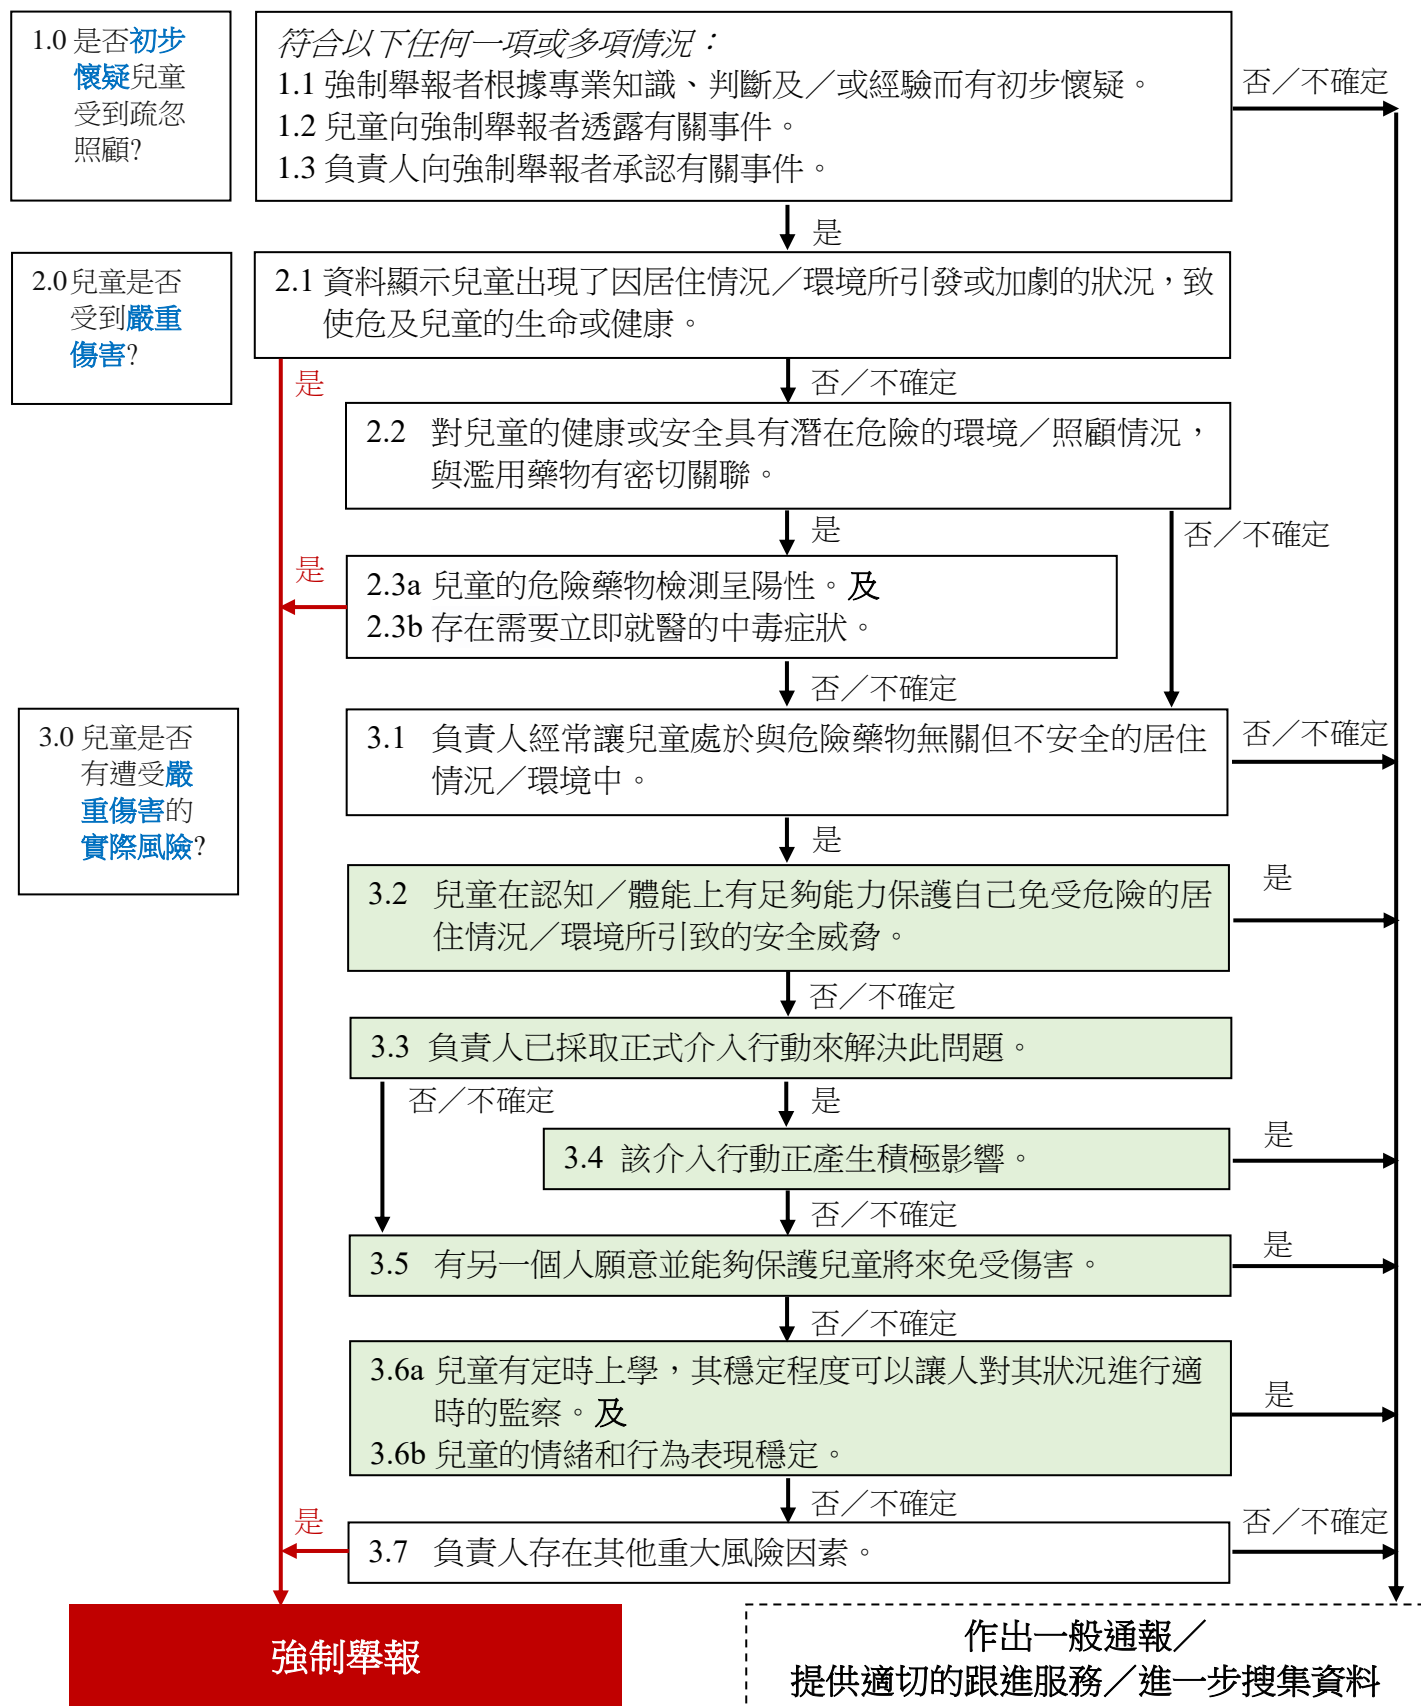 1.0 是否初步
懷疑兒童
受到疏忽
照顧?
符合以下任何一項或多項情況：
1.1 強制舉報者根據專業知識、判斷及／或經驗而有初步懷疑。
1.2 兒童向強制舉報者透露有關事件。
1.3 負責人向強制舉報者承認有關事件。
否／不確定
是
2.0 兒童是否
受到嚴重
傷害?
2.1 資料顯示兒童出現了因居住情況／環境所引發或加劇的狀況，致
使危及兒童的生命或健康。
是
否／不確定
2.2 對兒童的健康或安全具有潛在危險的環境／照顧情況，
與濫用藥物有密切關聯。
是
否／不確定
是
2.3a 兒童的危險藥物檢測呈陽性。及
2.3b 存在需要立即就醫的中毒症狀。
否／不確定
3.0 兒童是否
有遭受嚴
重傷害的
實際風險?
3.1 負責人經常讓兒童處於與危險藥物無關但不安全的居住
情況／環境中。
否／不確定
是
3.2 兒童在認知／體能上有足夠能力保護自己免受危險的居
住情況／環境所引致的安全威脅。
是
否／不確定
3.3 負責人已採取正式介入行動來解決此問題。
否／不確定
是
3.4 該介入行動正產生積極影響。
是
否／不確定
3.5 有另一個人願意並能夠保護兒童將來免受傷害。
是
否／不確定
3.6a 兒童有定時上學，其穩定程度可以讓人對其狀況進行適
時的監察。及
3.6b 兒童的情緒和行為表現穩定。
是
否／不確定
是
3.7 負責人存在其他重大風險因素。
否／不確定
強制舉報
作出一般通報／
提供適切的跟進服務／進一步搜集資料